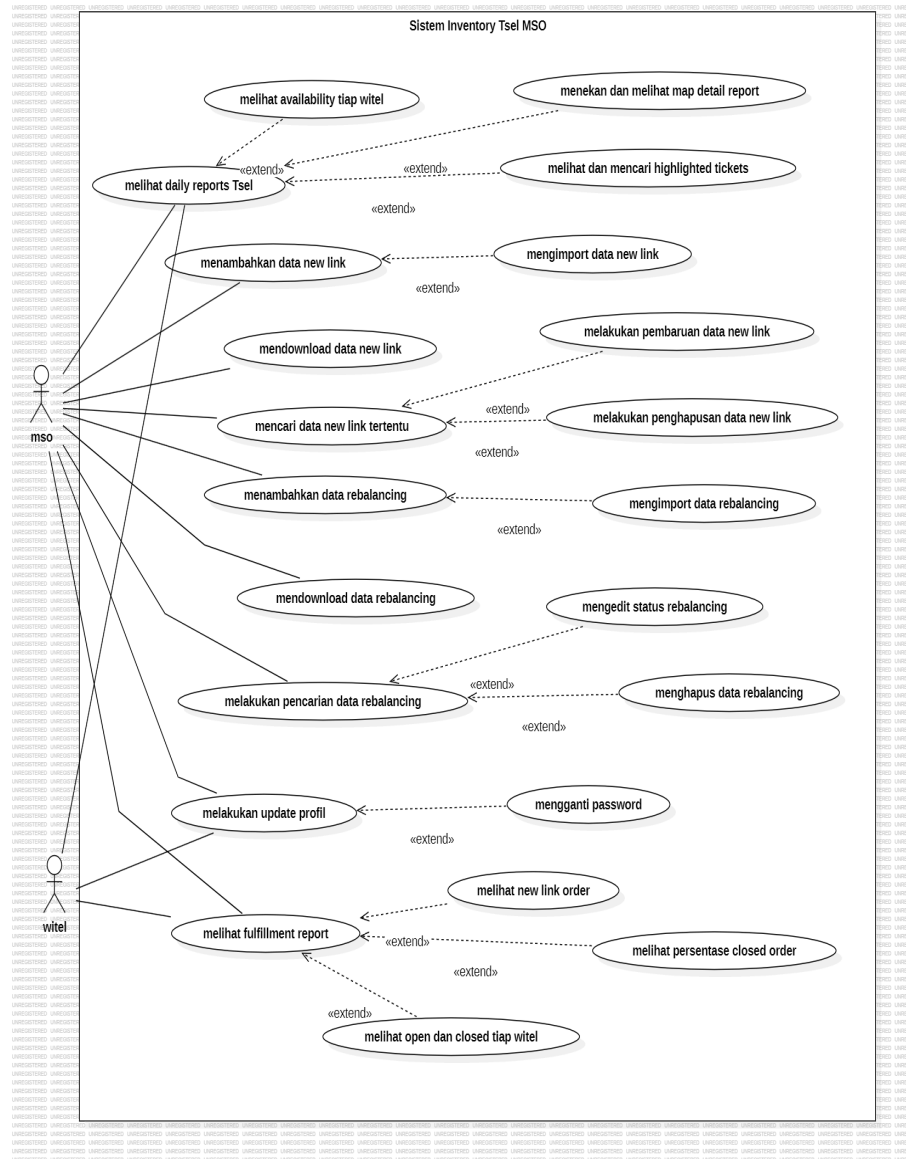 Sistem Inventory Tsel MSO
melihat availability tiap witel
menekan dan melihat map detail report
«extend»
«extend»
melihat dan mencari highlighted tickets
melihat daily reports Tsel
«extend»
menambahkan data new link
mengimport data new link
«extend»
melakukan pembaruan data new link
mendownload data new link
«extend»
mencari data new link tertentu
melakukan penghapusan data new link
mso
«extend»
menambahkan data rebalancing
mengimport data rebalancing
«extend»
mendownload data rebalancing
mengedit status rebalancing
«extend»
melakukan pencarian data rebalancing
menghapus data rebalancing
«extend»
melakukan update profil
mengganti password
«extend»
melihat new link order
witel
melihat fulfillment report
«extend»
melihat persentase closed order
«extend»
«extend»
melihat open dan closed tiap witel
UNREGISTERED